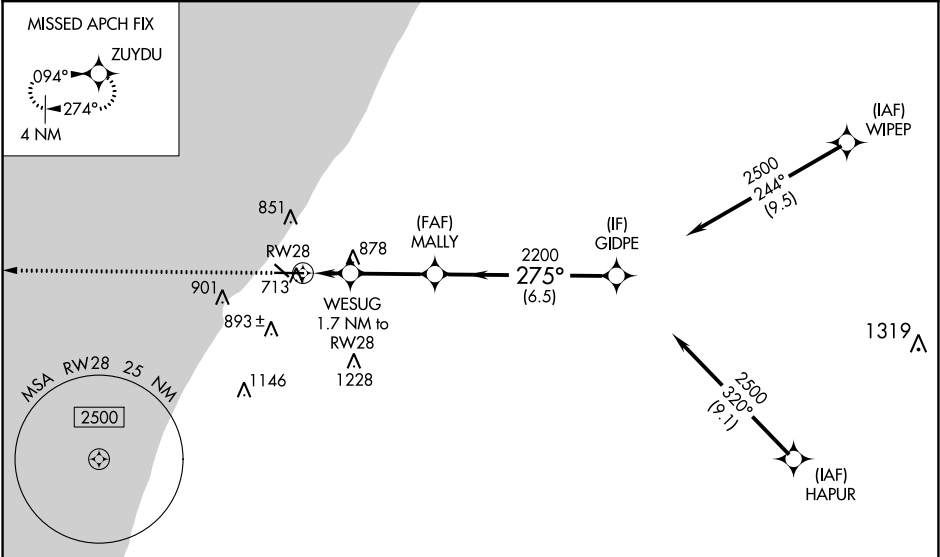 MISSED APCH FIX
ZUYDU
094°
274°
4 NM
(IAF)
WIPEP
2500
244°
(9.5)
851
RW28
713
878
(FAF)
MALLY
2200
275°
(6.5)
(IF)
GIDPE
901
893 ±
WESUG
1.7 NM to
RW28
1228
1146
1319
2500
320°
(9.1)
(IAF)
HAPUR
MSA RW28 25 NM
2500